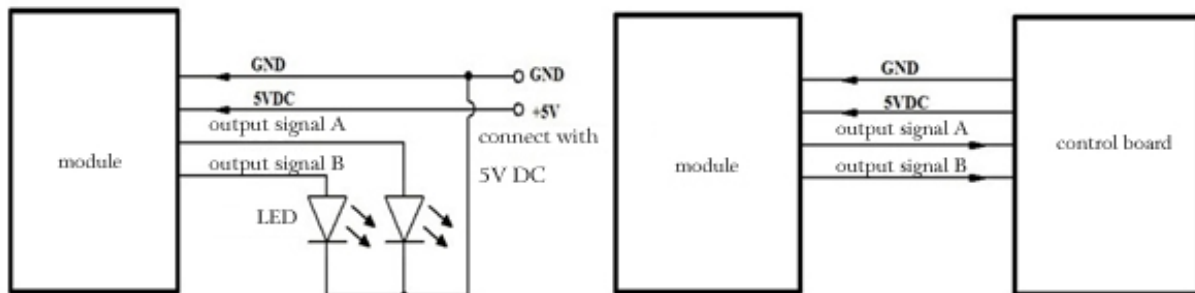 GND
GND
5VDC
+5V
output signal A
connect with
output signal B
5V DC
module
LED
GND
5VDC
output signal A
output signal B
module
control board